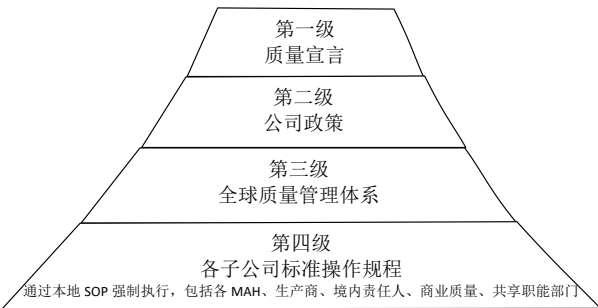 第一级
质量宣言
第二级
公司政策
第三级
全球质量管理体系
第四级
各子公司标准操作规程
通过本地 SOP 强制执行，包括各 MAH、生产商、境内责任人、商业质量、共享职能部门